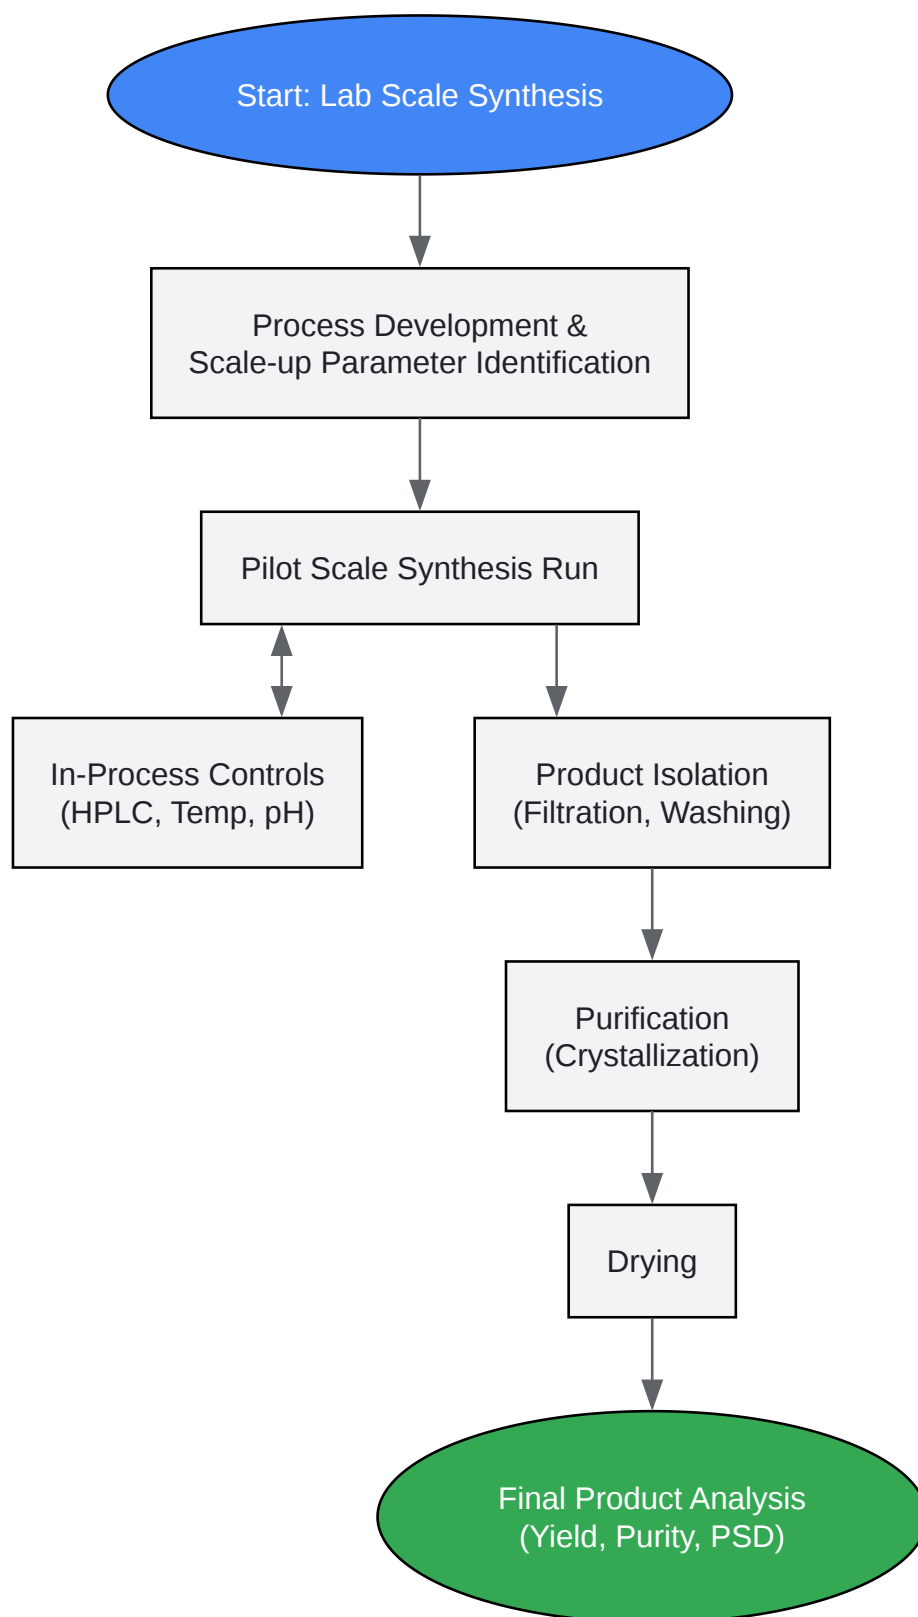 Start: Lab Scale Synthesis
Process Development &
Scale-up Parameter Identification
Pilot Scale Synthesis Run
In-Process Controls
(HPLC, Temp, pH)
Product Isolation
(Filtration, Washing)
Purification
(Crystallization)
Drying
Final Product Analysis
(Yield, Purity, PSD)